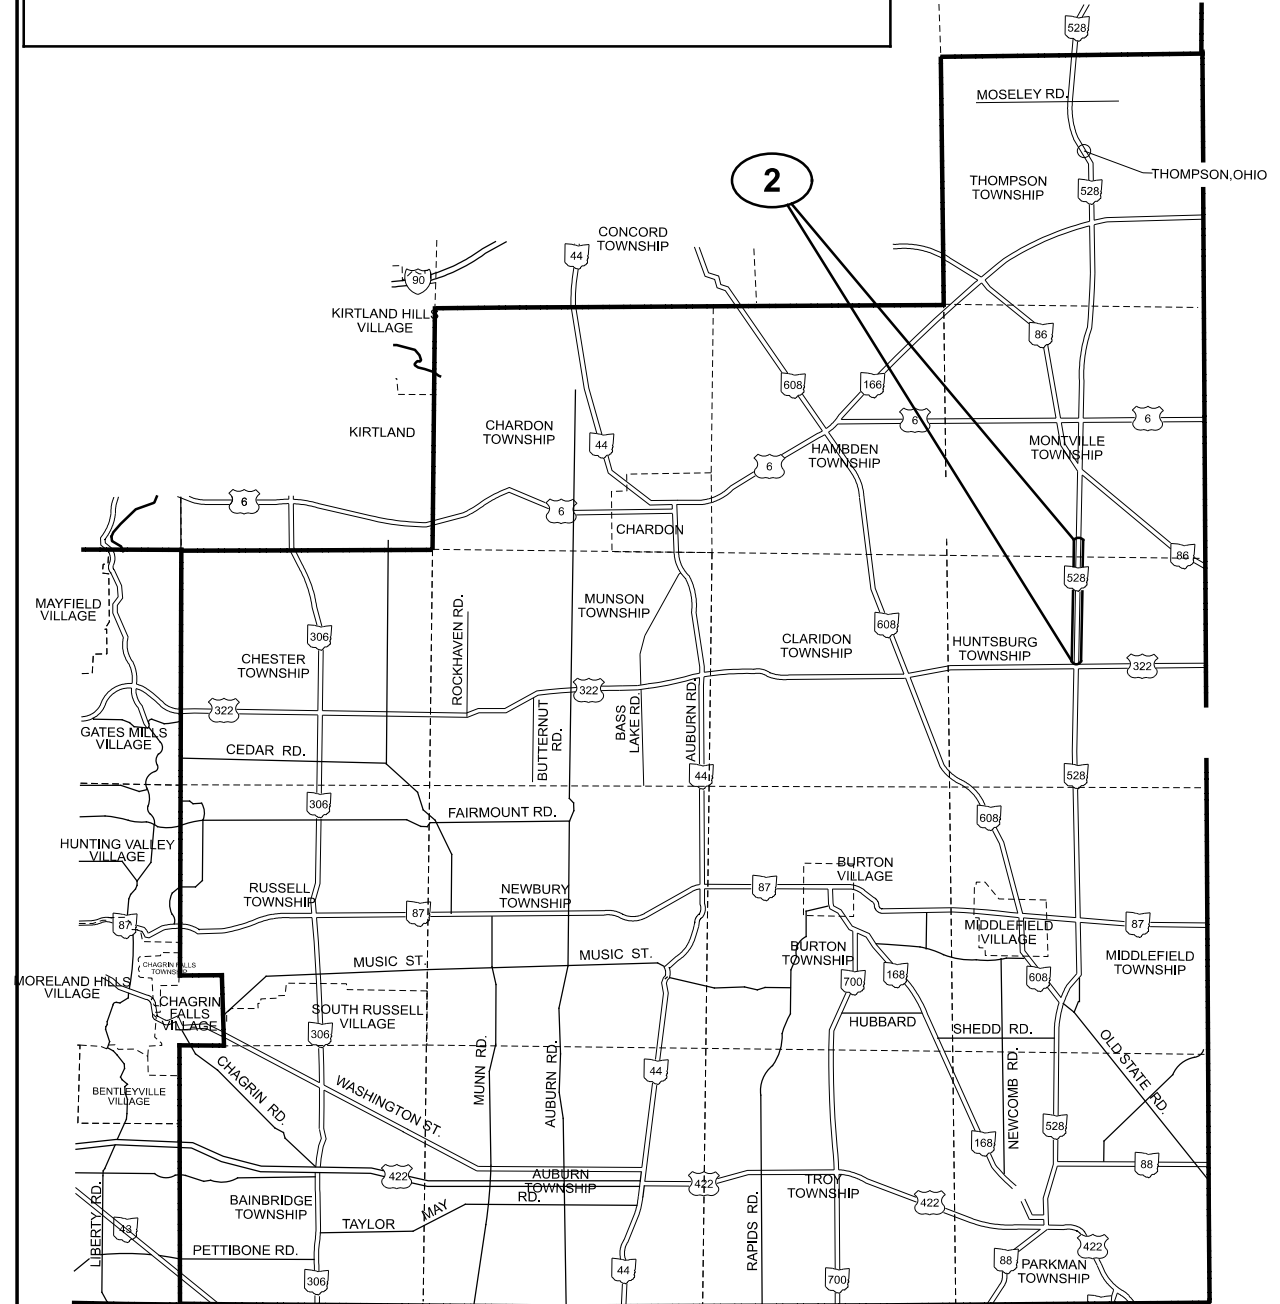 528
MOSELEY RD.
THOMPSON,OHIO
2
THOMPSON
TOWNSHIP
528
CONCORD
TOWNSHIP
44
90
KIRTLAND HILLS
VILLAGE
86
608
166
KIRTLAND
CHARDON
TOWNSHIP
44
6
6
HAMBDEN
TOWNSHIP
MONTVILLE
TOWNSHIP
6
6
6
CHARDON
86
528
MAYFIELD
VILLAGE
MUNSON
TOWNSHIP
ROCKHAVEN RD.
306
608
CLARIDON
TOWNSHIP
HUNTSBURG
TOWNSHIP
CHESTER
TOWNSHIP
322
322
322
GATES MILLS
VILLAGE
CEDAR RD.
BUTTERNUT
RD.
BASS
LAKE RD.
AUBURN RD.
44
528
306
FAIRMOUNT RD.
608
HUNTING VALLEY
VILLAGE
BURTON
VILLAGE
RUSSELL
TOWNSHIP
NEWBURY
TOWNSHIP
87
87
87
87
MIDDLEFIELD
VILLAGE
BURTON
TOWNSHIP
MIDDLEFIELD
TOWNSHIP
MUSIC ST.
MUSIC ST.
CHAGRIN FALLS
TOWNSHIP
MORELAND HILLS
VILLAGE
700
168
608
CHAGRIN
FALLS
VILLAGE
SOUTH RUSSELL
VILLAGE
306
HUBBARD
SHEDD RD.
OLD STATE RD.
BENTLEYVILLE
VILLAGE
CHAGRIN RD.
WASHINGTON ST.
MUNN RD.
AUBURN RD.
44
NEWCOMB RD.
528
168
88
422
AUBURN
TOWNSHIP
422
TROY
TOWNSHIP
422
LIBERTY RD.
BAINBRIDGE
TOWNSHIP
TAYLOR
MAY
RD.
RAPIDS RD.
43
PETTIBONE RD.
422
306
44
700
88
PARKMAN
TOWNSHIP